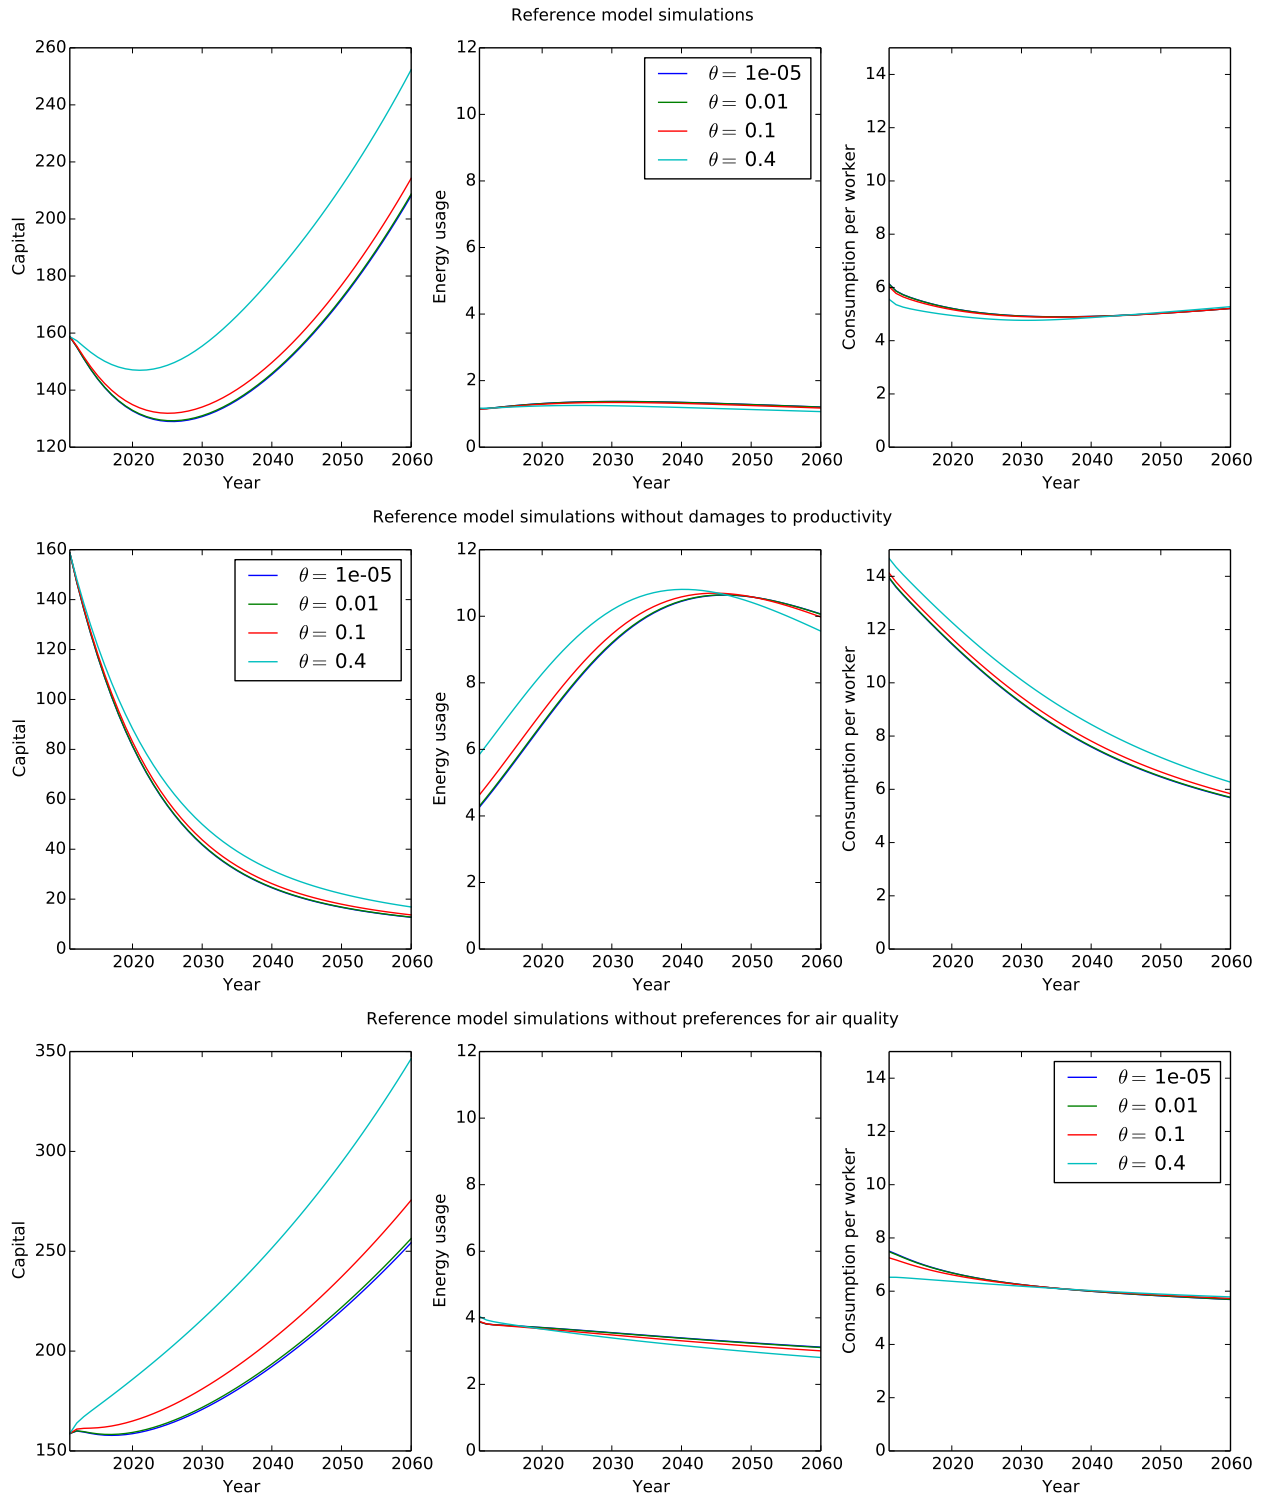 Reference model simulations
260
240
220
200
180
160
140
120
Capital
2020 2030 2040 2050 2060
Year
12
10
8
6
4
2
0
Energy usage
θ = 1e-05
θ = 0.01
θ = 0.1
θ = 0.4
2020 2030 2040 2050 2060
Year
14
12
10
8
6
4
2
0
Consumption per worker
2020 2030 2040 2050 2060
Year
Reference model simulations without damages to productivity
160
140
120
100
80
60
40
20
0
Capital
θ = 1e-05
θ = 0.01
θ = 0.1
θ = 0.4
2020 2030 2040 2050 2060
Year
12
10
8
6
4
2
0
Energy usage
2020 2030 2040 2050 2060
Year
14
12
10
8
6
4
2
0
Consumption per worker
2020 2030 2040 2050 2060
Year
Reference model simulations without preferences for air quality
350
300
250
200
150
Capital
2020 2030 2040 2050 2060
Year
12
10
8
6
4
2
0
Energy usage
2020 2030 2040 2050 2060
Year
14
12
10
8
6
4
2
0
Consumption per worker
θ = 1e-05
θ = 0.01
θ = 0.1
θ = 0.4
2020 2030 2040 2050 2060
Year